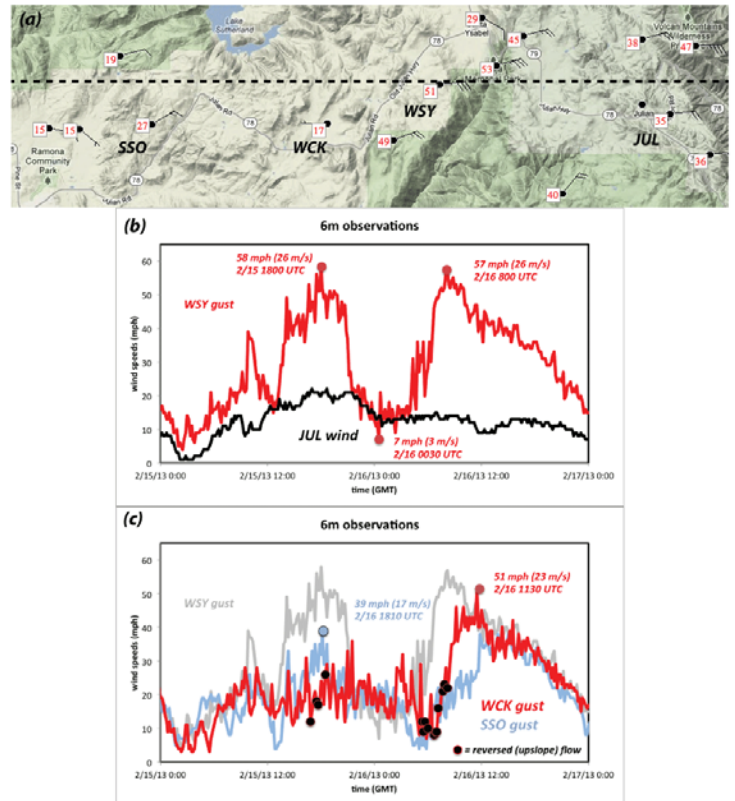 (a)
Lake
Sutherland
29
Ysabel
78
45
79
38
Volcan Mountains
Wilderness
47
19
53
51
WSY
78
15
15
27
SSO
78
17
WCK
49
35
78
JUL
Julian
36
40
Ramona
Community
Park
78
Julian Rd
(b)
6m observations
58 mph (26 m/s)
2/15 1800 UTC
57 mph (26 m/s)
2/16 800 UTC
WSY gust
JUL wind
7 mph (3 m/s)
2/16 0030 UTC
wind speeds (mph)
60
50
40
30
20
10
0
2/15/13 0:00
2/15/13 12:00
2/16/13 0:00
2/16/13 12:00
2/17/13 0:00
time (GMT)
(c)
6m observations
51 mph (23 m/s)
2/16 1130 UTC
39 mph (17 m/s)
2/16 1810 UTC
WSY gust
WCK gust
SSO gust
= reversed (upslope) flow
wind speeds (mph)
60
50
40
30
20
10
0
2/15/13 0:00
2/15/13 12:00
2/16/13 0:00
2/16/13 12:00
2/17/13 0:00
time (GMT)